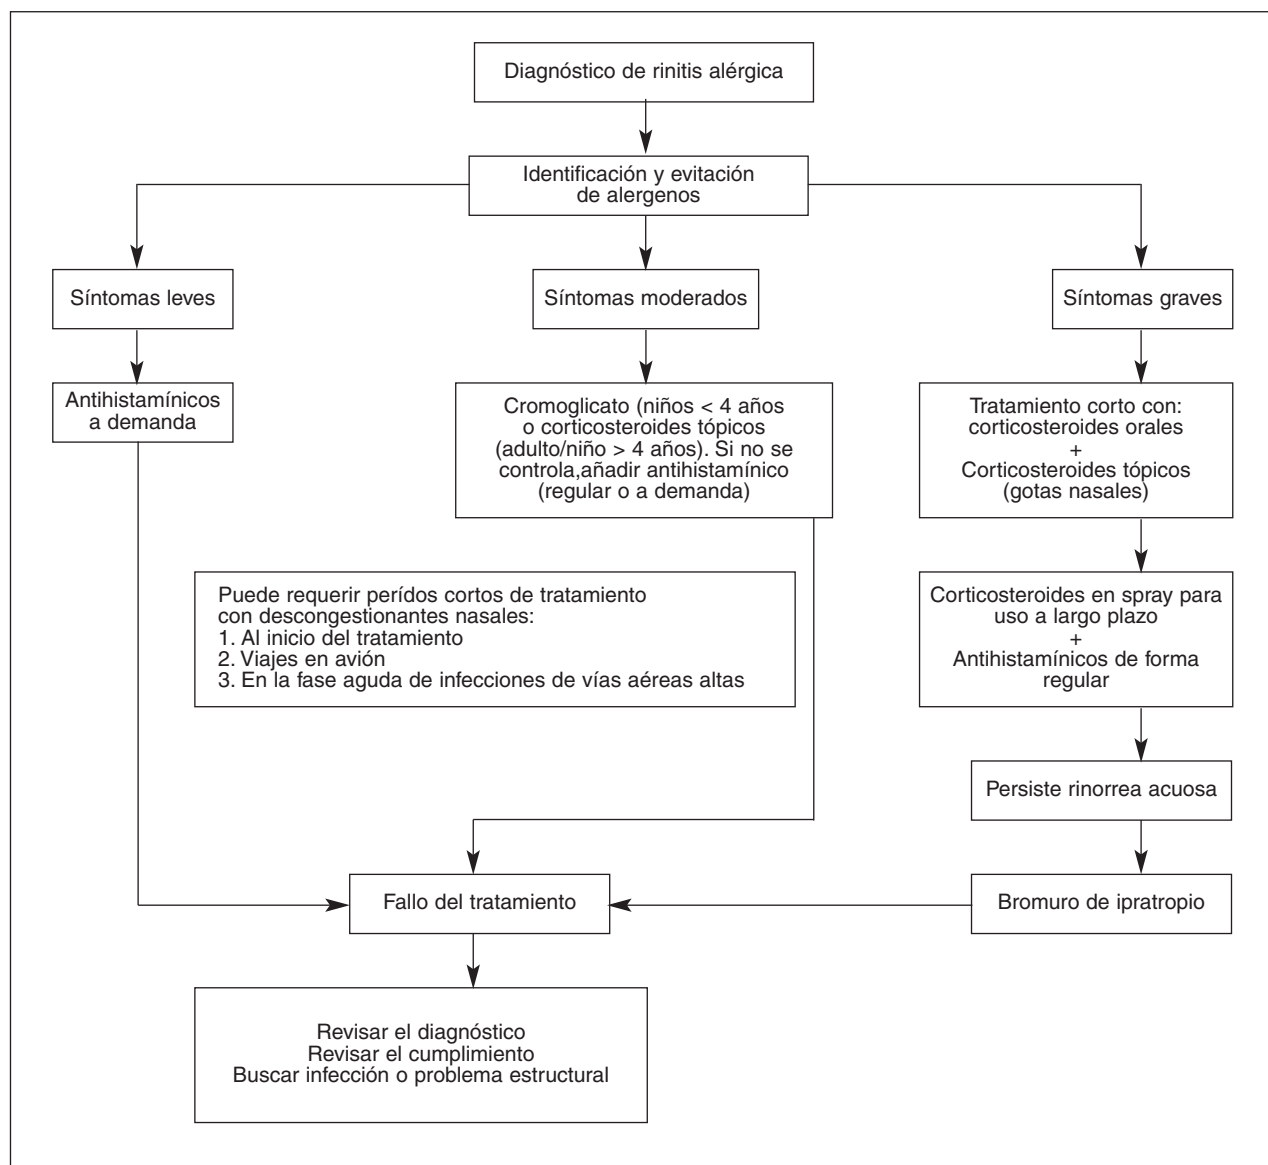 Diagnóstico de rinitis alérgica
Identificación y evitación
de alergenos
Síntomas leves
Síntomas moderados
Síntomas graves
Antihistamínicos
a demanda
Cromoglicato (niños < 4 años
o corticosteroides tópicos
(adulto/niño > 4 años). Si no se
controla,añadir antihistamínico
(regular o a demanda)
Tratamiento corto con:
corticosteroides orales
+
Corticosteroides tópicos
(gotas nasales)
Puede requerir perídos cortos de tratamiento
con descongestionantes nasales:
1. Al inicio del tratamiento
2. Viajes en avión
3. En la fase aguda de infecciones de vías aéreas altas
Corticosteroides en spray para
uso a largo plazo
+
Antihistamínicos de forma
regular
Persiste rinorrea acuosa
Fallo del tratamiento
Bromuro de ipratropio
Revisar el diagnóstico
Revisar el cumplimiento
Buscar infección o problema estructural